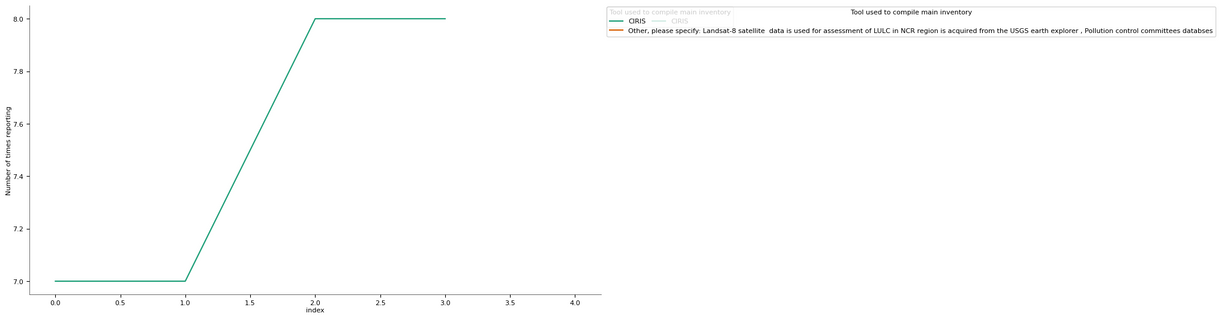 8.0
7.8
7.6
7.4
7.2
7.0
Number of times reporting
0.0 0.5 1.0 1.5 2.0 2.5 3.0 3.5 4.0
index
Tool used to compile main inventory
CIRIS
Tool used to compile main inventory
CIRIS
Other, please specify: Landsat-8 satellite  data is used for assessment of LULC in NCR region is acquired from the USGS earth explorer , Pollution control committees databses